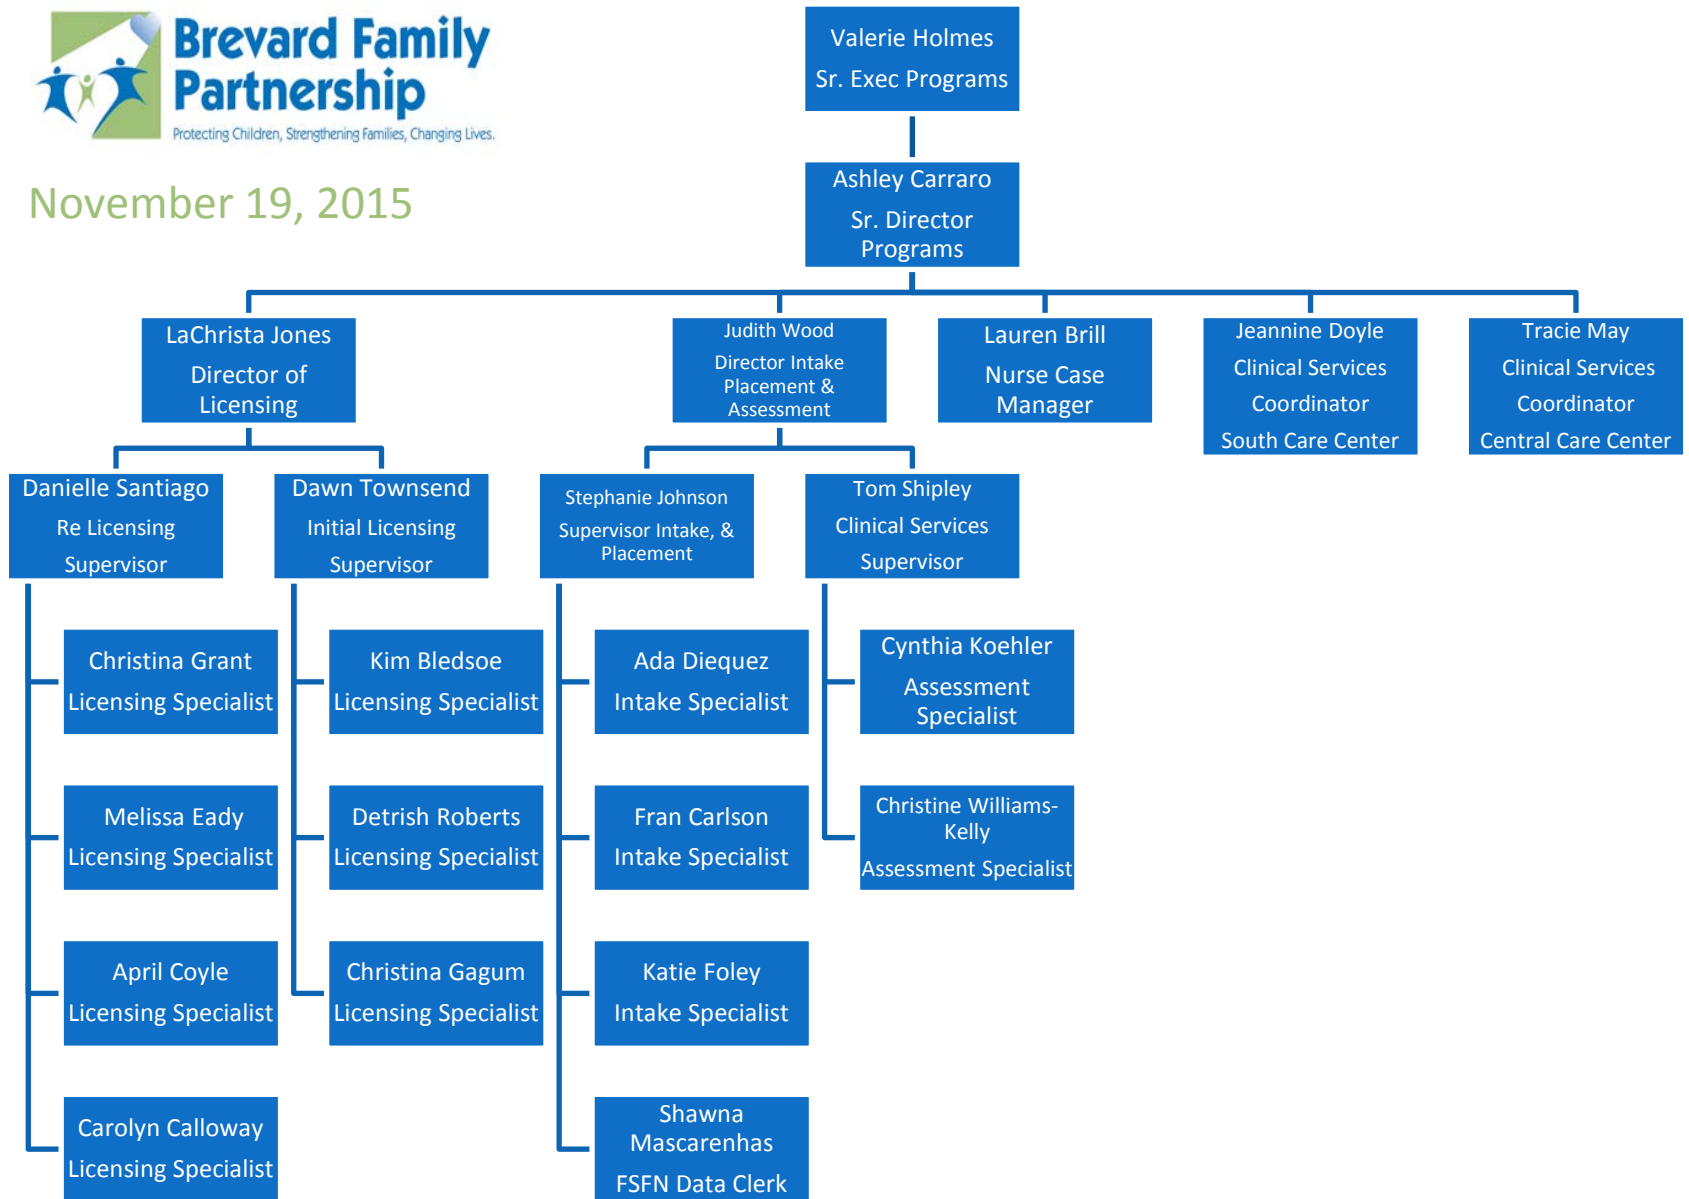 Brevard Family
Partnership
Protecting Children, Strengthening Families, Changing Lives.
November 19, 2015
Valerie Holmes
Sr. Exec Programs
Ashley Carraro
Sr. Director
Programs
LaChrista Jones
Director of
Licensing
Judith Wood
Director Intake
Placement &
Assessment
Lauren Brill
Nurse Case
Manager
Jeannine Doyle
Clinical Services
Coordinator
South Care Center
Tracie May
Clinical Services
Coordinator
Central Care Center
Danielle Santiago
Re Licensing
Supervisor
Dawn Townsend
Initial Licensing
Supervisor
Stephanie Johnson
Supervisor Intake, &
Placement
Tom Shipley
Clinical Services
Supervisor
Christina Grant
Licensing Specialist
Melissa Eady
Licensing Specialist
April Coyle
Licensing Specialist
Carolyn Calloway
Licensing Specialist
Kim Bledsoe
Licensing Specialist
Detrish Roberts
Licensing Specialist
Christina Gagum
Licensing Specialist
Ada Diequez
Intake Specialist
Fran Carlson
Intake Specialist
Katie Foley
Intake Specialist
Shawna
Mascarenhas
FSFN Data Clerk
Cynthia Koehler
Assessment
Specialist
Christine Williams-
Kelly
Assessment Specialist